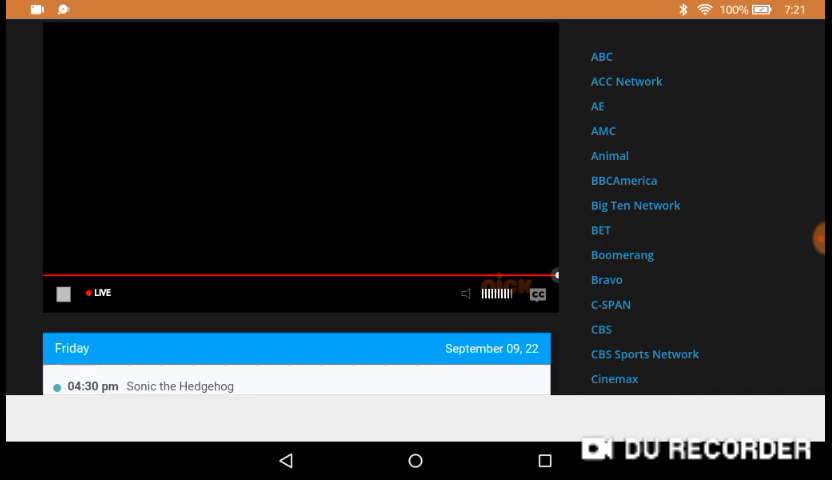 100% 7:21
ABC
ACC Network
AE
AMC
Animal
BBCAmerica
Big Ten Network
BET
Boomerang
Bravo
C-SPAN
CBS
CBS Sports Network
Cinemax
nick
LIVE
CC
Friday
September 09, 22
04:30 pm Sonic the Hedgehog
DU RECORDER